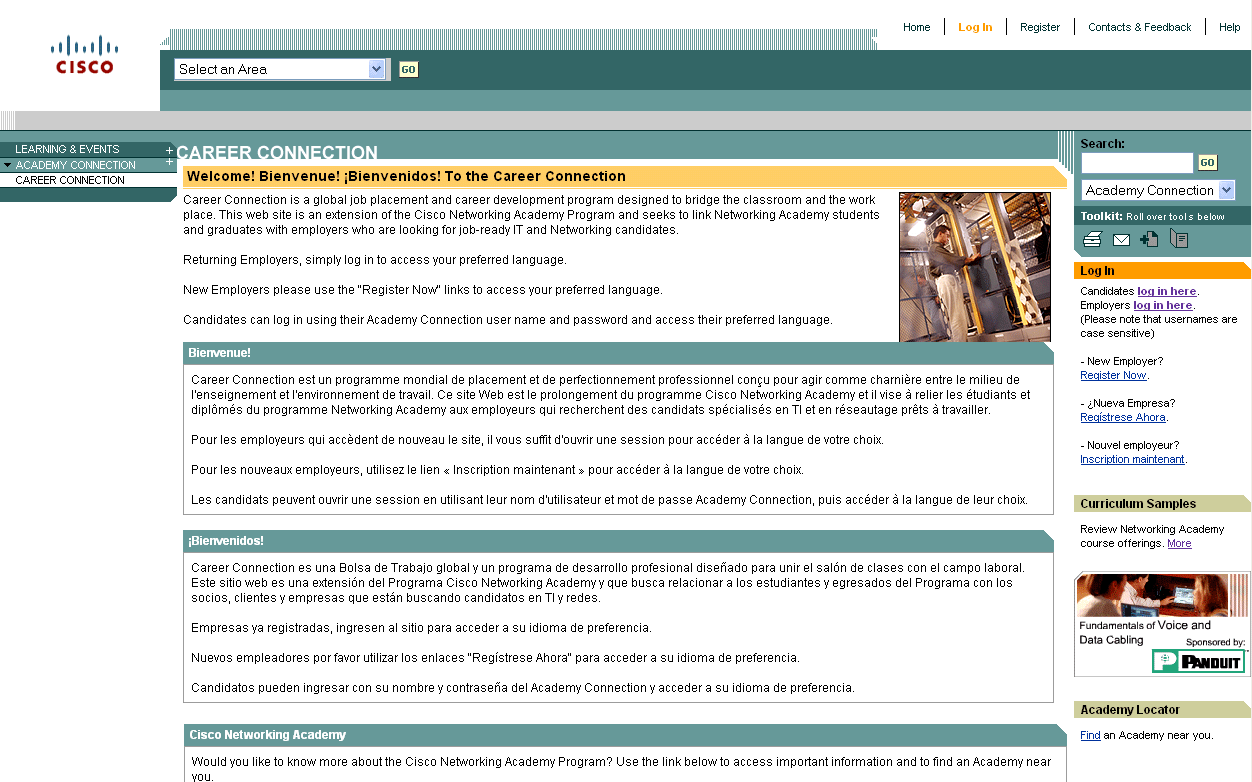 Home
Log In
Register
Contacts & Feedback
Help
CISCO
Select an Area
GO
LEARNING & EVENTS
ACADEMY CONNECTION
CAREER CONNECTION
CAREER CONNECTION
Welcome! Bienvenue! ¡Bienvenidos! To the Career Connection
Career Connection is a global job placement and career development program designed to bridge the classroom and the work
place. This web site is an extension of the Cisco Networking Academy Program and seeks to link Networking Academy students
and graduates with employers who are looking for job-ready IT and Networking candidates.
Returning Employers, simply log in to access your preferred language.
New Employers please use the "Register Now" links to access your preferred language.
Candidates can log in using their Academy Connection user name and password and access their preferred language.
Bienvenue!
Career Connection est un programme mondial de placement et de perfectionnement professionnel conçu pour agir comme charnière entre le milieu de
l'enseignement et l'environnement de travail. Ce site Web est le prolongement du programme Cisco Networking Academy et il vise à relier les étudiants et
diplômés du programme Networking Academy aux employeurs qui recherchent des candidats spécialisés en TI et en réseautage prêts à travailler.
Pour les employeurs qui accèdent de nouveau le site, il vous suffit d'ouvrir une session pour accéder à la langue de votre choix.
Pour les nouveaux employeurs, utilisez le lien « Inscription maintenant » pour accéder à la langue de votre choix.
Les candidats peuvent ouvrir une session en utilisant leur nom d'utilisateur et mot de passe Academy Connection, puis accéder à la langue de leur choix.
¡Bienvenidos!
Career Connection es una Bolsa de Trabajo global y un programa de desarrollo profesional diseñado para unir el salón de clases con el campo laboral.
Este sitio web es una extensión del Programa Cisco Networking Academy y que busca relacionar a los estudiantes y egresados del Programa con los
socios, clientes y empresas que están buscando candidatos en TI y redes.
Empresas ya registradas, ingresen al sitio para acceder a su idioma de preferencia.
Nuevos empleadores por favor utilizar los enlaces "Regístrese Ahora" para acceder a su idioma de preferencia.
Candidatos pueden ingresar con su nombre y contraseña del Academy Connection y acceder a su idioma de preferencia.
Cisco Networking Academy
Would you like to know more about the Cisco Networking Academy Program? Use the link below to access important information and to find an Academy near
you.
Search:
GO
Academy Connection
Toolkit: Roll over tools below
Log In
Candidates log in here.
Employers log in here.
(Please note that usernames are
case sensitive)
- New Employer?
Register Now.
- ¿Nueva Empresa?
Regístrese Ahora.
- Nouvel employeur?
Inscription maintenant.
Curriculum Samples
Review Networking Academy
course offerings. More
Fundamentals of Voice and
Data Cabling
Sponsored by:
PANDUIT
Academy Locator
Find an Academy near you.